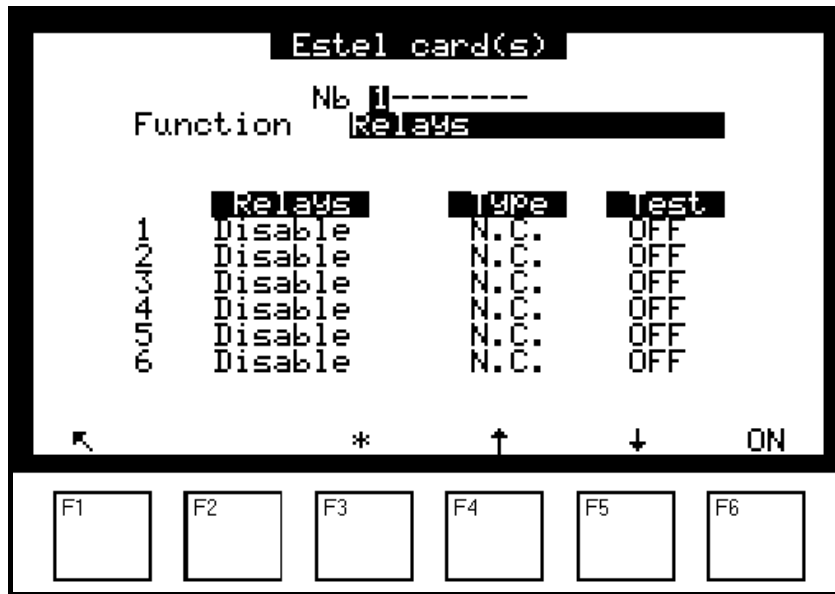 Estel card(s)
Nb 1-------
Function Relays
Relays Type Test
1 Disable N.C. OFF
2 Disable N.C. OFF
3 Disable N.C. OFF
4 Disable N.C. OFF
5 Disable N.C. OFF
6 Disable N.C. OFF
↖ * ↑ ↓ ON
F1 F2 F3 F4 F5 F6